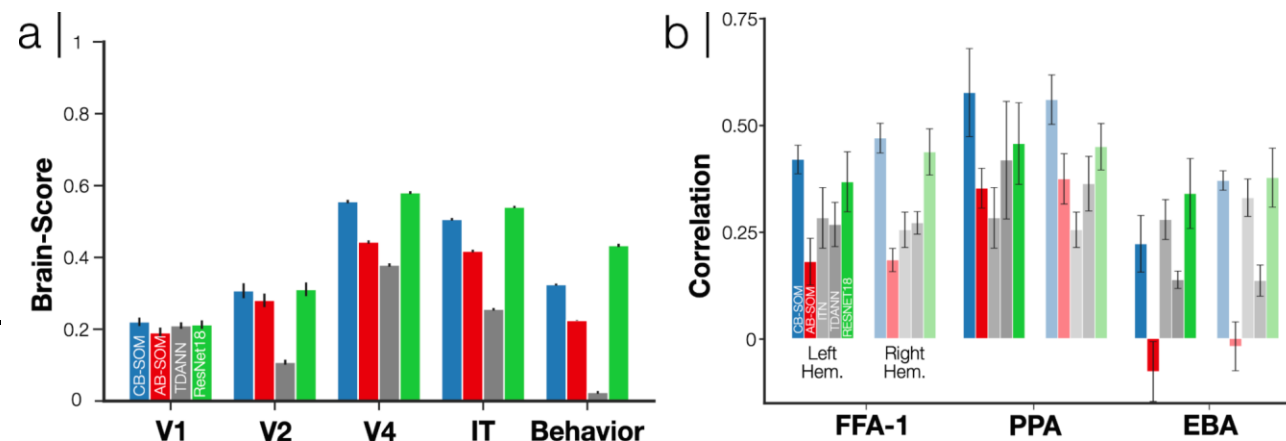 a
Brain-Score
1
0.8
0.6
0.4
0.2
0
CB-SOM
AB-SOM
TDANN
ResNet18
V1 V2 V4 IT Behavior
b
Correlation
0.75
0.50
0.25
0
CB-SOM
AB-SOM
ITN
TDANN
RESNET18
Left Hem.
Right Hem.
FFA-1 PPA EBA